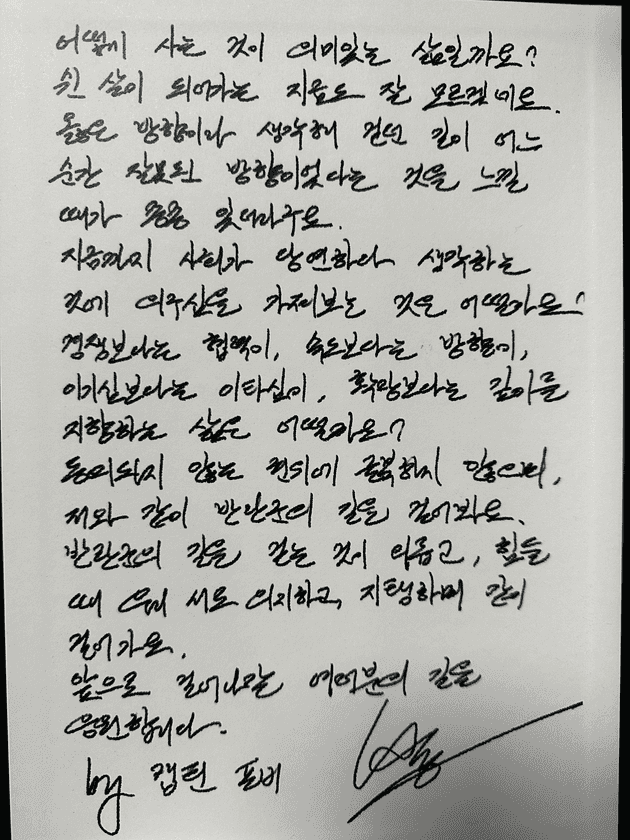 어떻게 사는 것이 의미있는 삶일까요?
쉰 살이 되어가는 지금도 잘 모르겠네요.
옳은 방향이라 생각해 걷던 길이 어느
순간 잘못된 방향이었다는 것을 느낄
때가 종종 있더라구요.
지금까지 사회가 당연하다 생각하는
것에 의구심을 가져보는 것은 어떨까요?
경쟁보다는 협력이, 속도보다는 방향이,
이기심보다는 이타심이, 확장보다는 깊이를
지향하는 삶은 어떨까요?
동의되지 않는 권위에 굴복하지 않으며,
저와 같이 반란군의 길을 걸어봐요.
반란군의 길을 걷는 것이 외롭고, 힘들
때 우리 서로 의지하고, 지탱하며 같이
걸어가요.
앞으로 걸어나갈 여러분의 길을
응원합니다.
by 캡틴 폰비